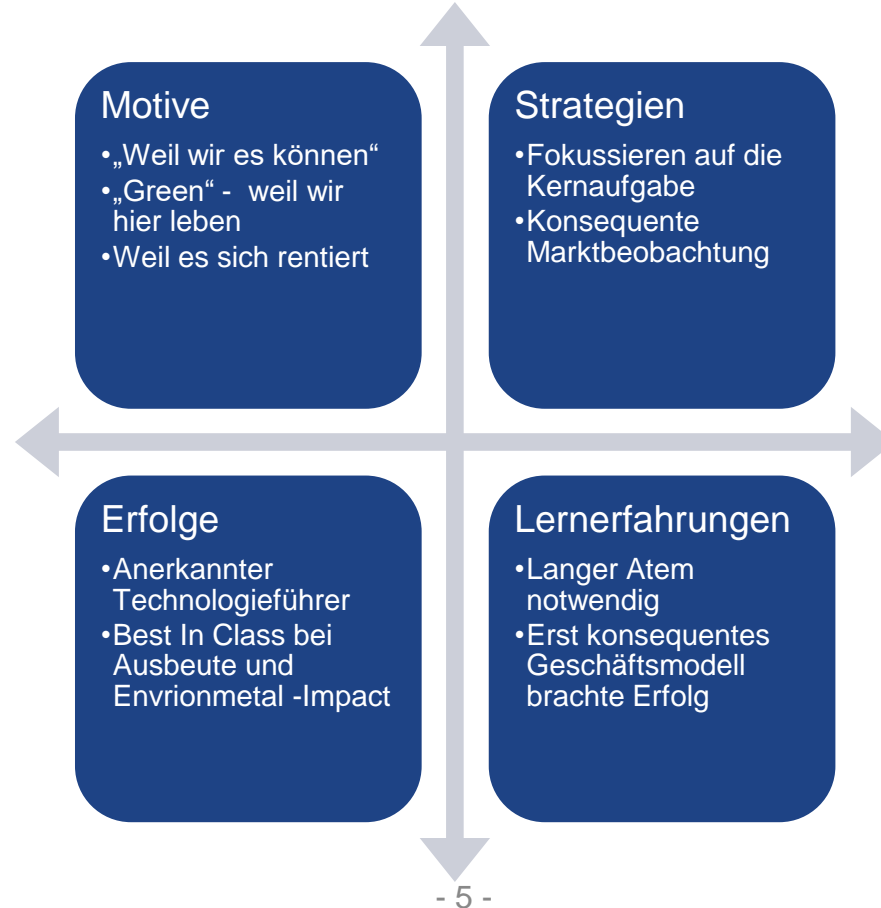 Motive
•„Weil wir es können“
•„Green“ - weil wir
hier leben
•Weil es sich rentiert
Strategien
•Fokussieren auf die
Kernaufgabe
•Konsequente
Marktbeobachtung
Erfolge
•Anerkannter
Technologieführer
•Best In Class bei
Ausbeute und
Envrionmetal -Impact
Lernerfahrungen
•Langer Atem
notwendig
•Erst konsequentes
Geschäftsmodell
brachte Erfolg
- 5 -